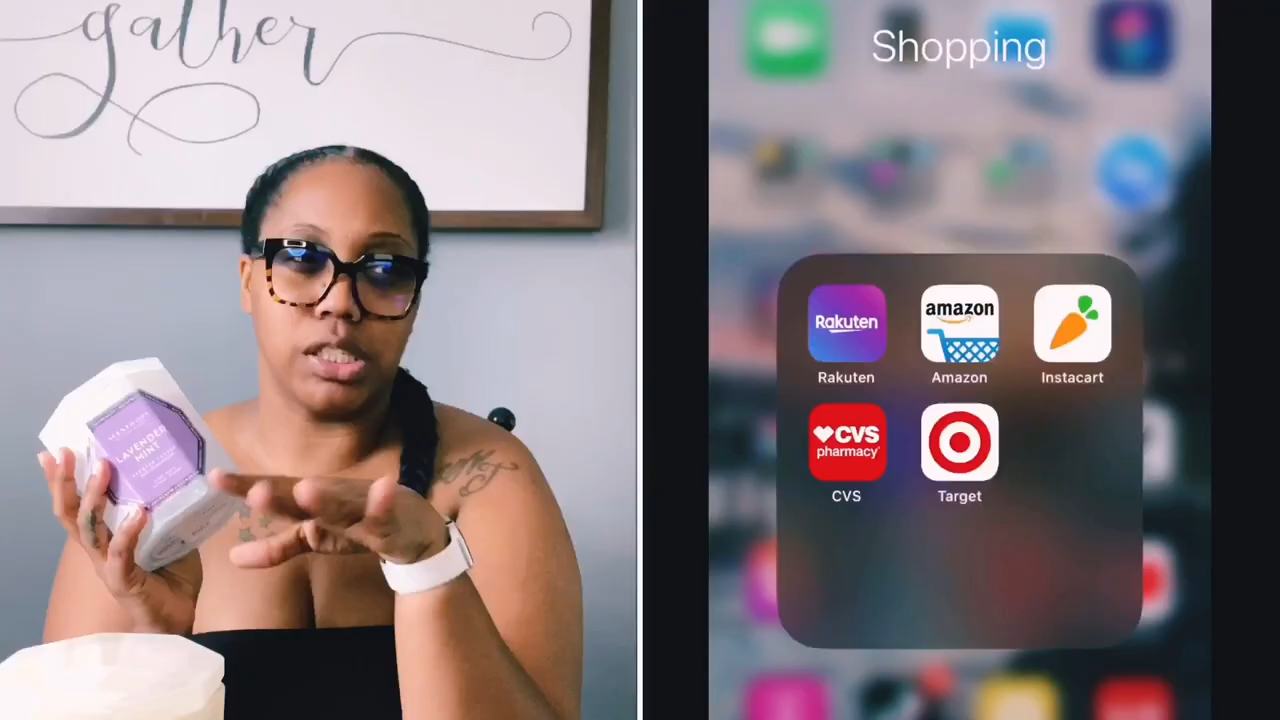 gather
LAVENDER
MINT
Shopping
Rakuten
amazon
Rakuten
Amazon
Instacart
CVS
pharmacy
CVS
Target